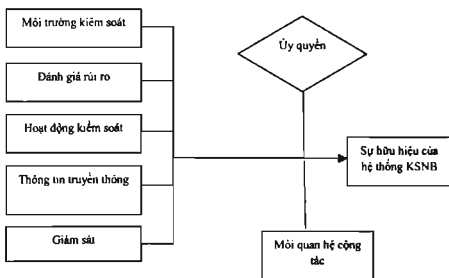 Môi trường kiểm soát
Đánh giá rủi ro
Hoạt động kiểm soát
Thông tin truyền thông
Giám sát
Ủy quyền
Sự hữu hiệu của
hệ thống KSNB
Mối quan hệ cộng
tác